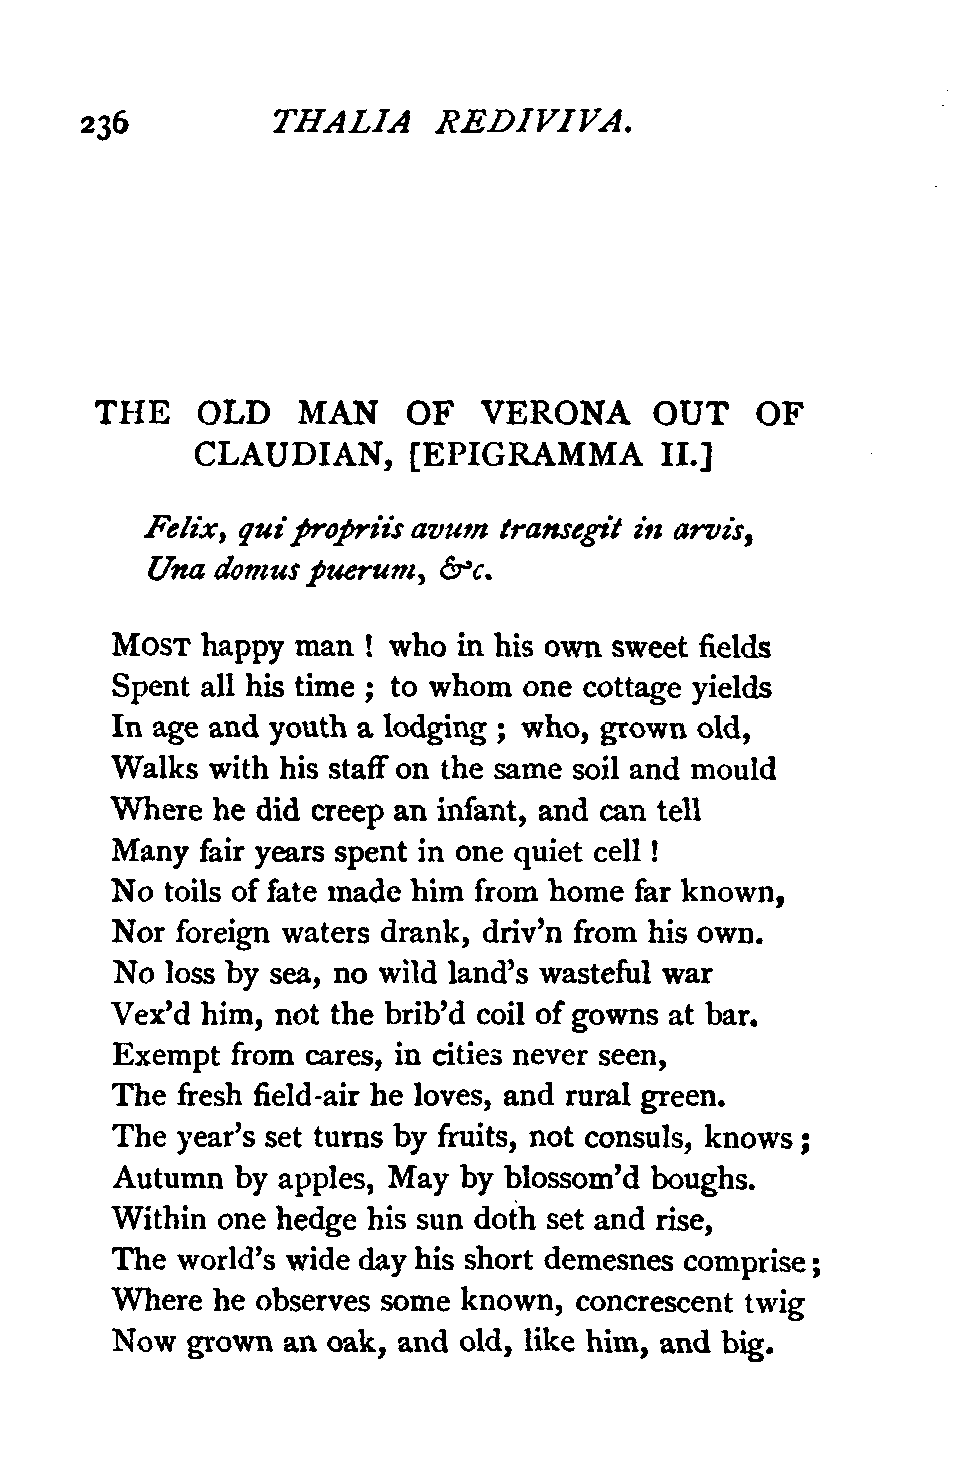 236 THALIA REDIVIVA.
THE OLD MAN OF VERONA OUT OF
CLAUDIAN, [EPIGRAMMA II.]
Felix, qui propriis avum transegit in arvis,
Una domus puerum, &c.
MOST happy man ! who in his own sweet fields
Spent all his time ; to whom one cottage yields
In age and youth a lodging ; who, grown old,
Walks with his staff on the same soil and mould
Where he did creep an infant, and can tell
Many fair years spent in one quiet cell !
No toils of fate made him from home far known,
Nor foreign waters drank, driv'n from his own.
No loss by sea, no wild land's wasteful war
Vex'd him, not the brib'd coil of gowns at bar.
Exempt from cares, in cities never seen,
The fresh field-air he loves, and rural green.
The year's set turns by fruits, not consuls, knows ;
Autumn by apples, May by blossom'd boughs.
Within one hedge his sun doth set and rise,
The world's wide day his short demesnes comprise ;
Where he observes some known, concrescent twig
Now grown an oak, and old, like him, and big.